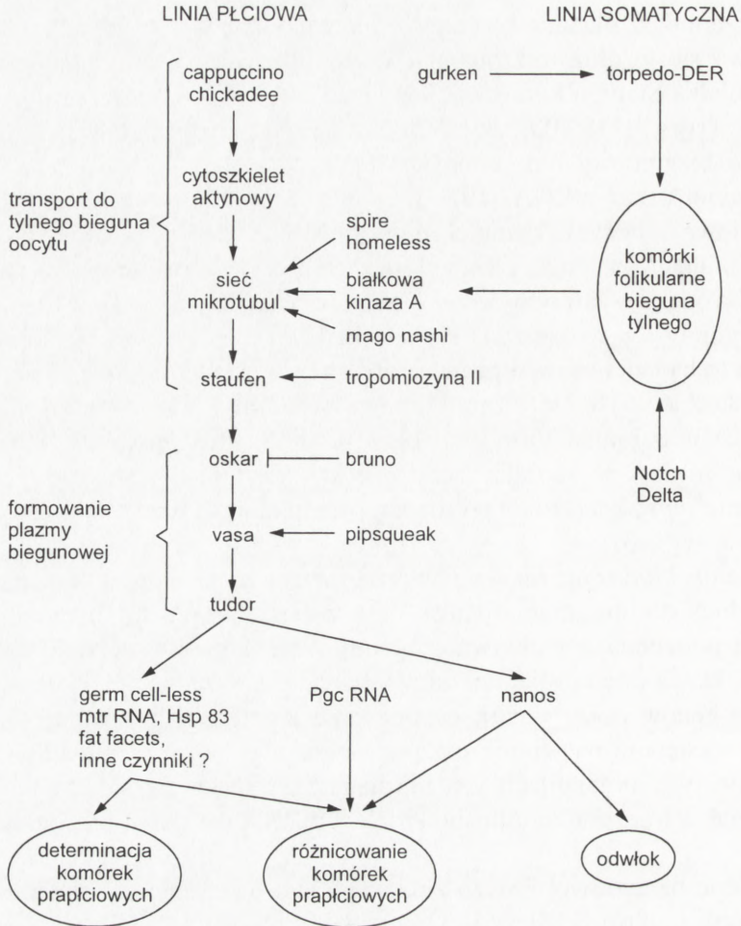 LINIA PŁCIOWA
LINIA SOMATYCZNA
cappuccino
chickadee
gurken
torpedo-DER
cytoszkielet
aktynowy
transport do
tylnego bieguna
oocytu
spire
homeless
sieć
mikrotubul
białkowa
kinaza A
mago nashi
komórki
folikularne
bieguna
tylnego
staufen
tropomiozyna II
oskar
bruno
Notch
Delta
formowanie
plazmy
biegunowej
vasa
pipsqueak
tudor
germ cell-less
mtr RNA, Hsp 83
fat facets,
inne czynniki ?
Pgc RNA
nanos
determinacja
komórek
prapłciowych
różnicowanie
komórek
prapłciowych
odwłok